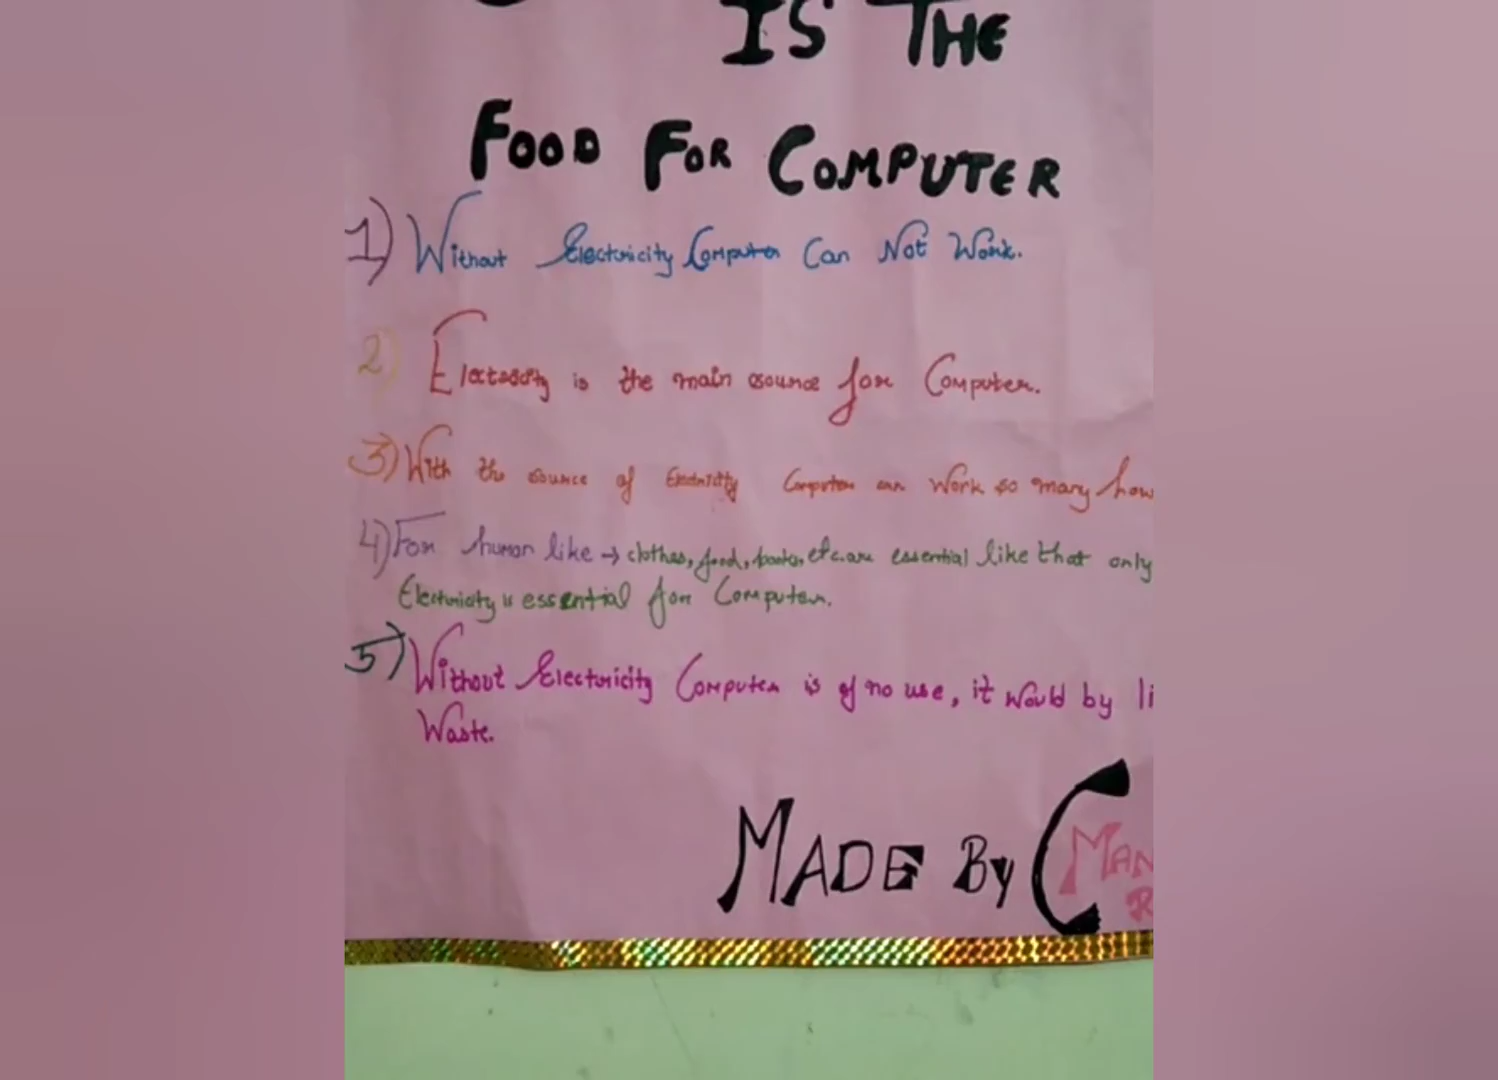 IS THE
FOOD FOR COMPUTER
1) Without Electricity Computer Can Not Work.
2) Electricity is the main source for Computer.
3) With the source of Electricity Computer can work so many hou
4) For human like → clothes, food, books, etc. are essential like that only
Electricity is essential for Computer.
5) Without Electricity Computer is of no use, it would by li
Waste.
MADE BY MAN
R